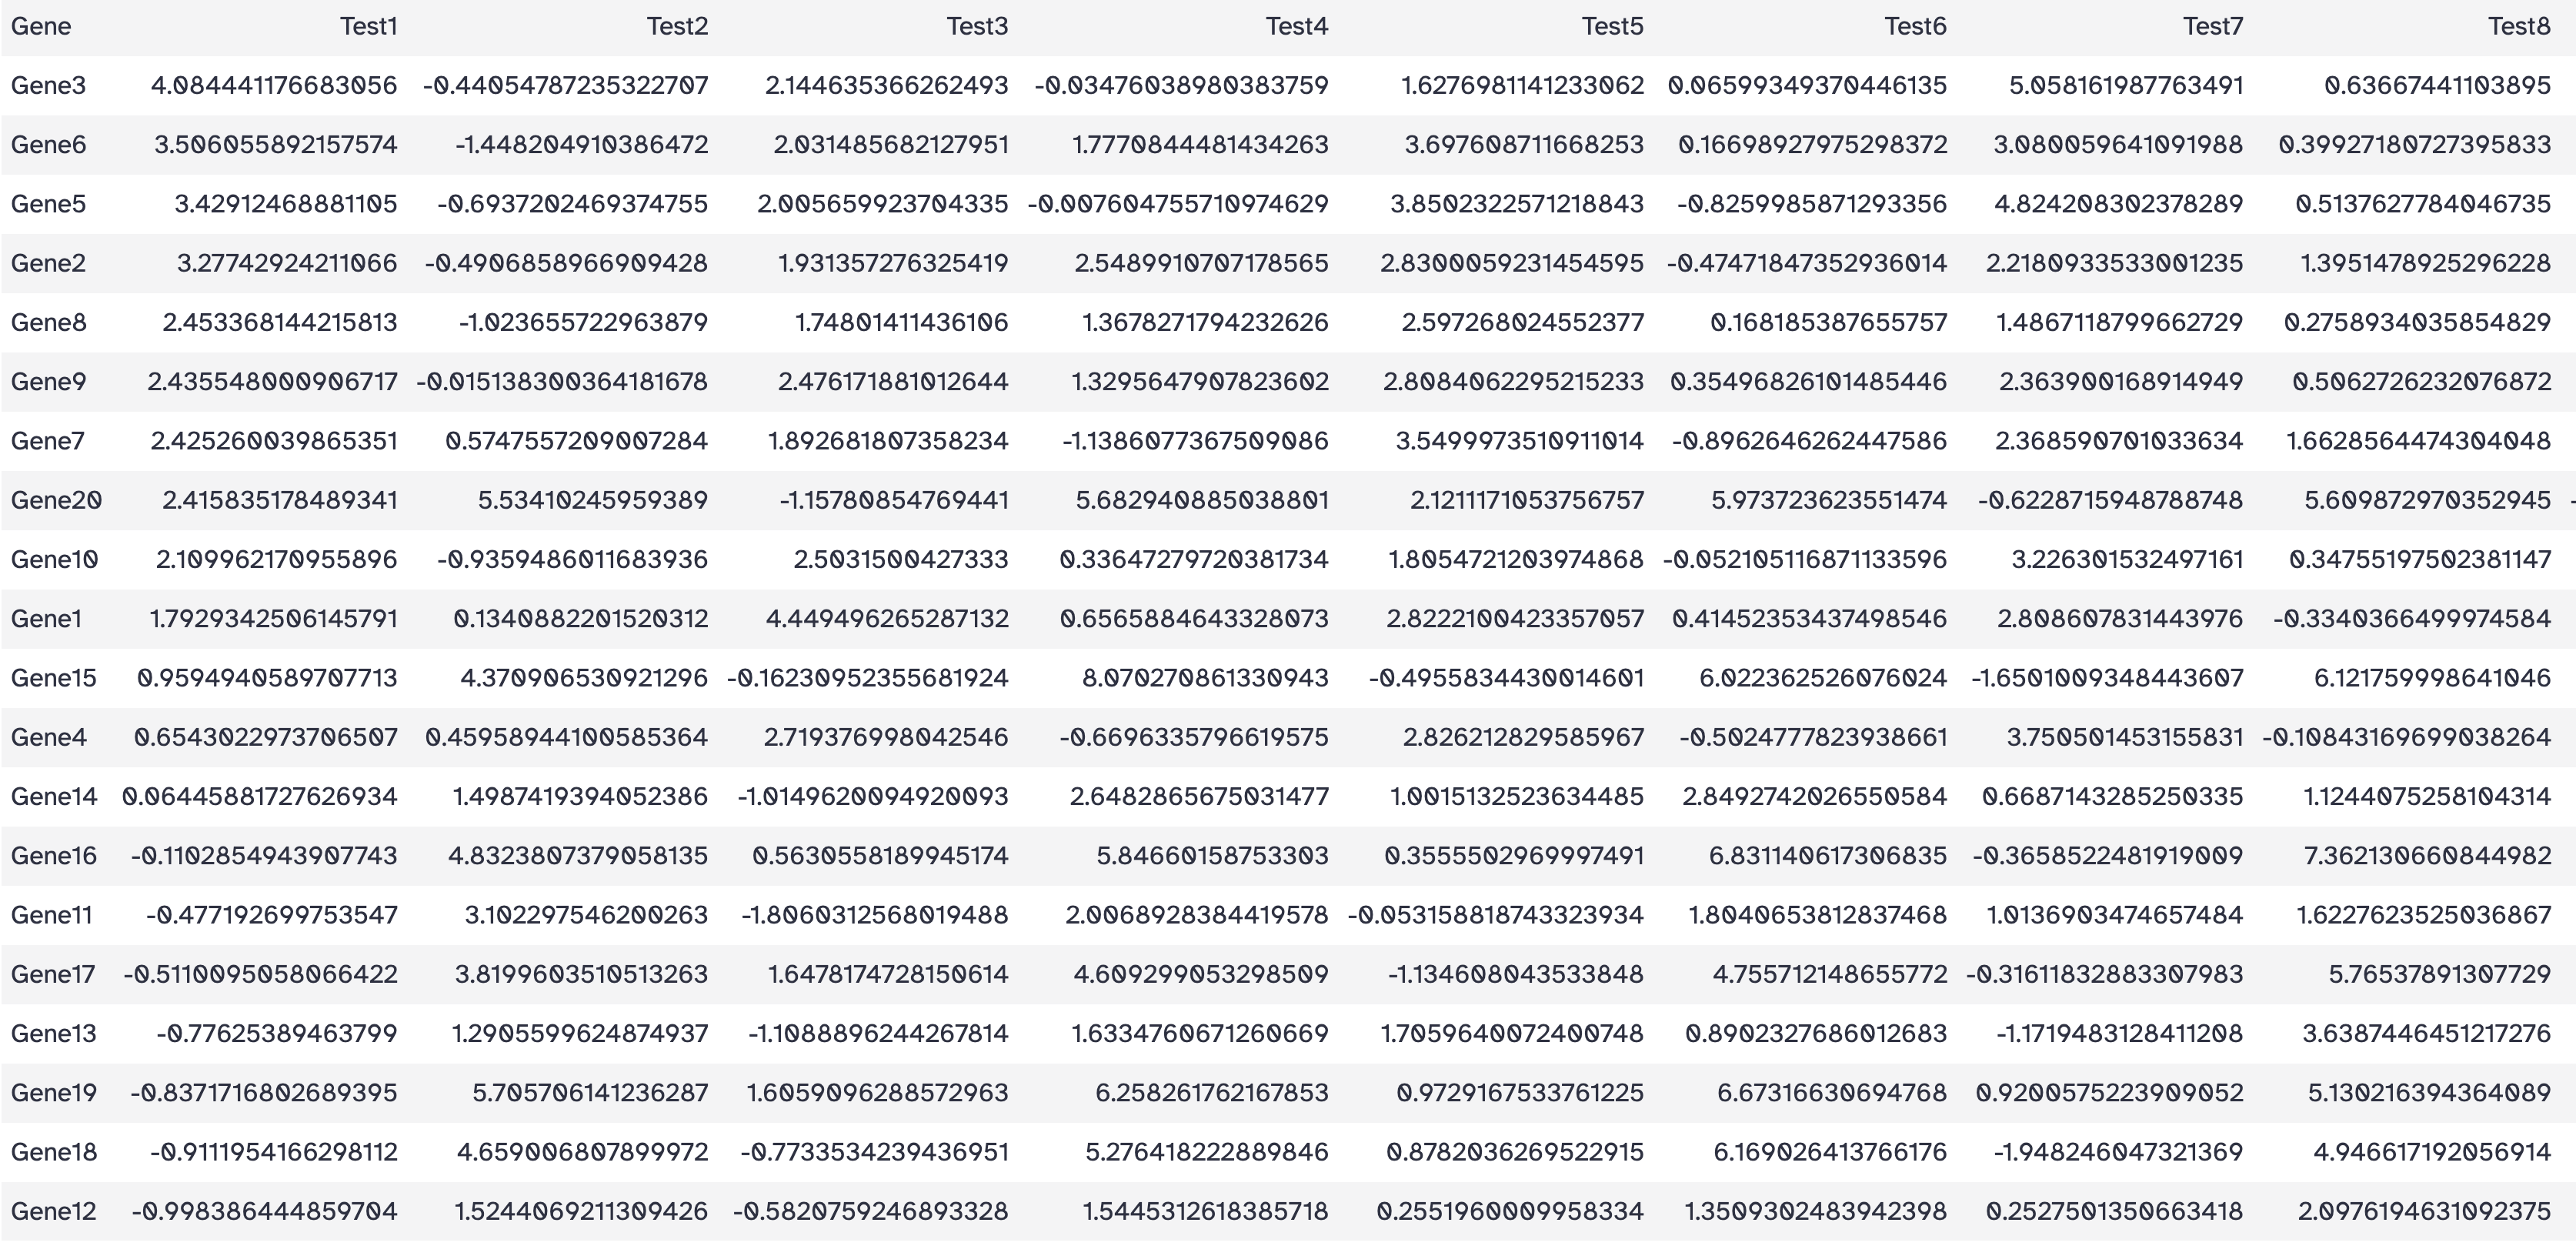 Gene Test1 Test2 Test3 Test4 Test5 Test6 Test7 Test8
Gene3 4.084441176683056 -0.44054787235322707 2.144635366262493 -0.03476038980383759 1.6276981141233062 0.06599349370446135 5.058161987763491 0.63667441103895
Gene6 3.506055892157574 -1.448204910386472 2.031485682127951 1.7770844481434263 3.697608711668253 0.16698927975298372 3.080059641091988 0.39927180727395833
Gene5 3.42912468881105 -0.6937202469374755 2.005659923704335 -0.007604755710974629 3.8502322571218843 -0.8259985871293356 4.824208302378289 0.5137627784046735
Gene2 3.27742924211066 -0.4906858966909428 1.931357276325419 2.5489910707178565 2.8300059231454595 -0.47471847352936014 2.2180933533001235 1.3951478925296228
Gene8 2.453368144215813 -1.023655722963879 1.74801411436106 1.3678271794232626 2.597268024552377 0.168185387655757 1.4867118799662729 0.2758934035854829
Gene9 2.435548000906717 -0.015138300364181678 2.476171881012644 1.3295647907823602 2.8084062295215233 0.35496826101485446 2.363900168914949 0.5062726232076872
Gene7 2.425260039865351 0.5747557209007284 1.892681807358234 -1.1386077367509086 3.5499973510911014 -0.8962646262447586 2.368590701033634 1.6628564474304048
Gene20 2.415835178489341 5.53410245959389 -1.15780854769441 5.682940885038801 2.1211171053756757 5.973723623551474 -0.6228715948788748 5.609872970352945 -
Gene10 2.109962170955896 -0.9359486011683936 2.5031500427333 0.33647279720381734 1.8054721203974868 -0.052105116871133596 3.226301532497161 0.34755197502381147
Gene1 1.7929342506145791 0.1340882201520312 4.449496265287132 0.6565884643328073 2.8222100423357057 0.41452353437498546 2.808607831443976 -0.3340366499974584
Gene15 0.9594940589707713 4.370906530921296 -0.16230952355681924 8.070270861330943 -0.4955834430014601 6.022362526076024 -1.6501009348443607 6.121759998641046
Gene4 0.6543022973706507 0.45958944100585364 2.719376998042546 -0.6696335796619575 2.826212829585967 -0.5024777823938661 3.750501453155831 -0.10843169699038264
Gene14 0.06445881727626934 1.4987419394052386 -1.0149620094920093 2.6482865675031477 1.0015132523634485 2.8492742026550584 0.6687143285250335 1.1244075258104314
Gene16 -0.1102854943907743 4.8323807379058135 0.5630558189945174 5.84660158753303 0.3555502969997491 6.831140617306835 -0.3658522481919009 7.362130660844982
Gene11 -0.477192699753547 3.102297546200263 -1.8060312568019488 2.0068928384419578 -0.053158818743323934 1.8040653812837468 1.0136903474657484 1.6227623525036867
Gene17 -0.5110095058066422 3.8199603510513263 1.6478174728150614 4.609299053298509 -1.134608043533848 4.755712148655772 -0.31611832883307983 5.76537891307729
Gene13 -0.77625389463799 1.2905599624874937 -1.1088896244267814 1.6334760671260669 1.7059640072400748 0.8902327686012683 -1.1719483128411208 3.6387446451217276
Gene19 -0.8371716802689395 5.705706141236287 1.6059096288572963 6.258261762167853 0.9729167533761225 6.67316630694768 0.9200575223909052 5.130216394364089
Gene18 -0.9111954166298112 4.659006807899972 -0.7733534239436951 5.276418222889846 0.8782036269522915 6.169026413766176 -1.948246047321369 4.946617192056914
Gene12 -0.998386444859704 1.5244069211309426 -0.5820759246893328 1.5445312618385718 0.2551960009958334 1.3509302483942398 0.2527501350663418 2.0976194631092375